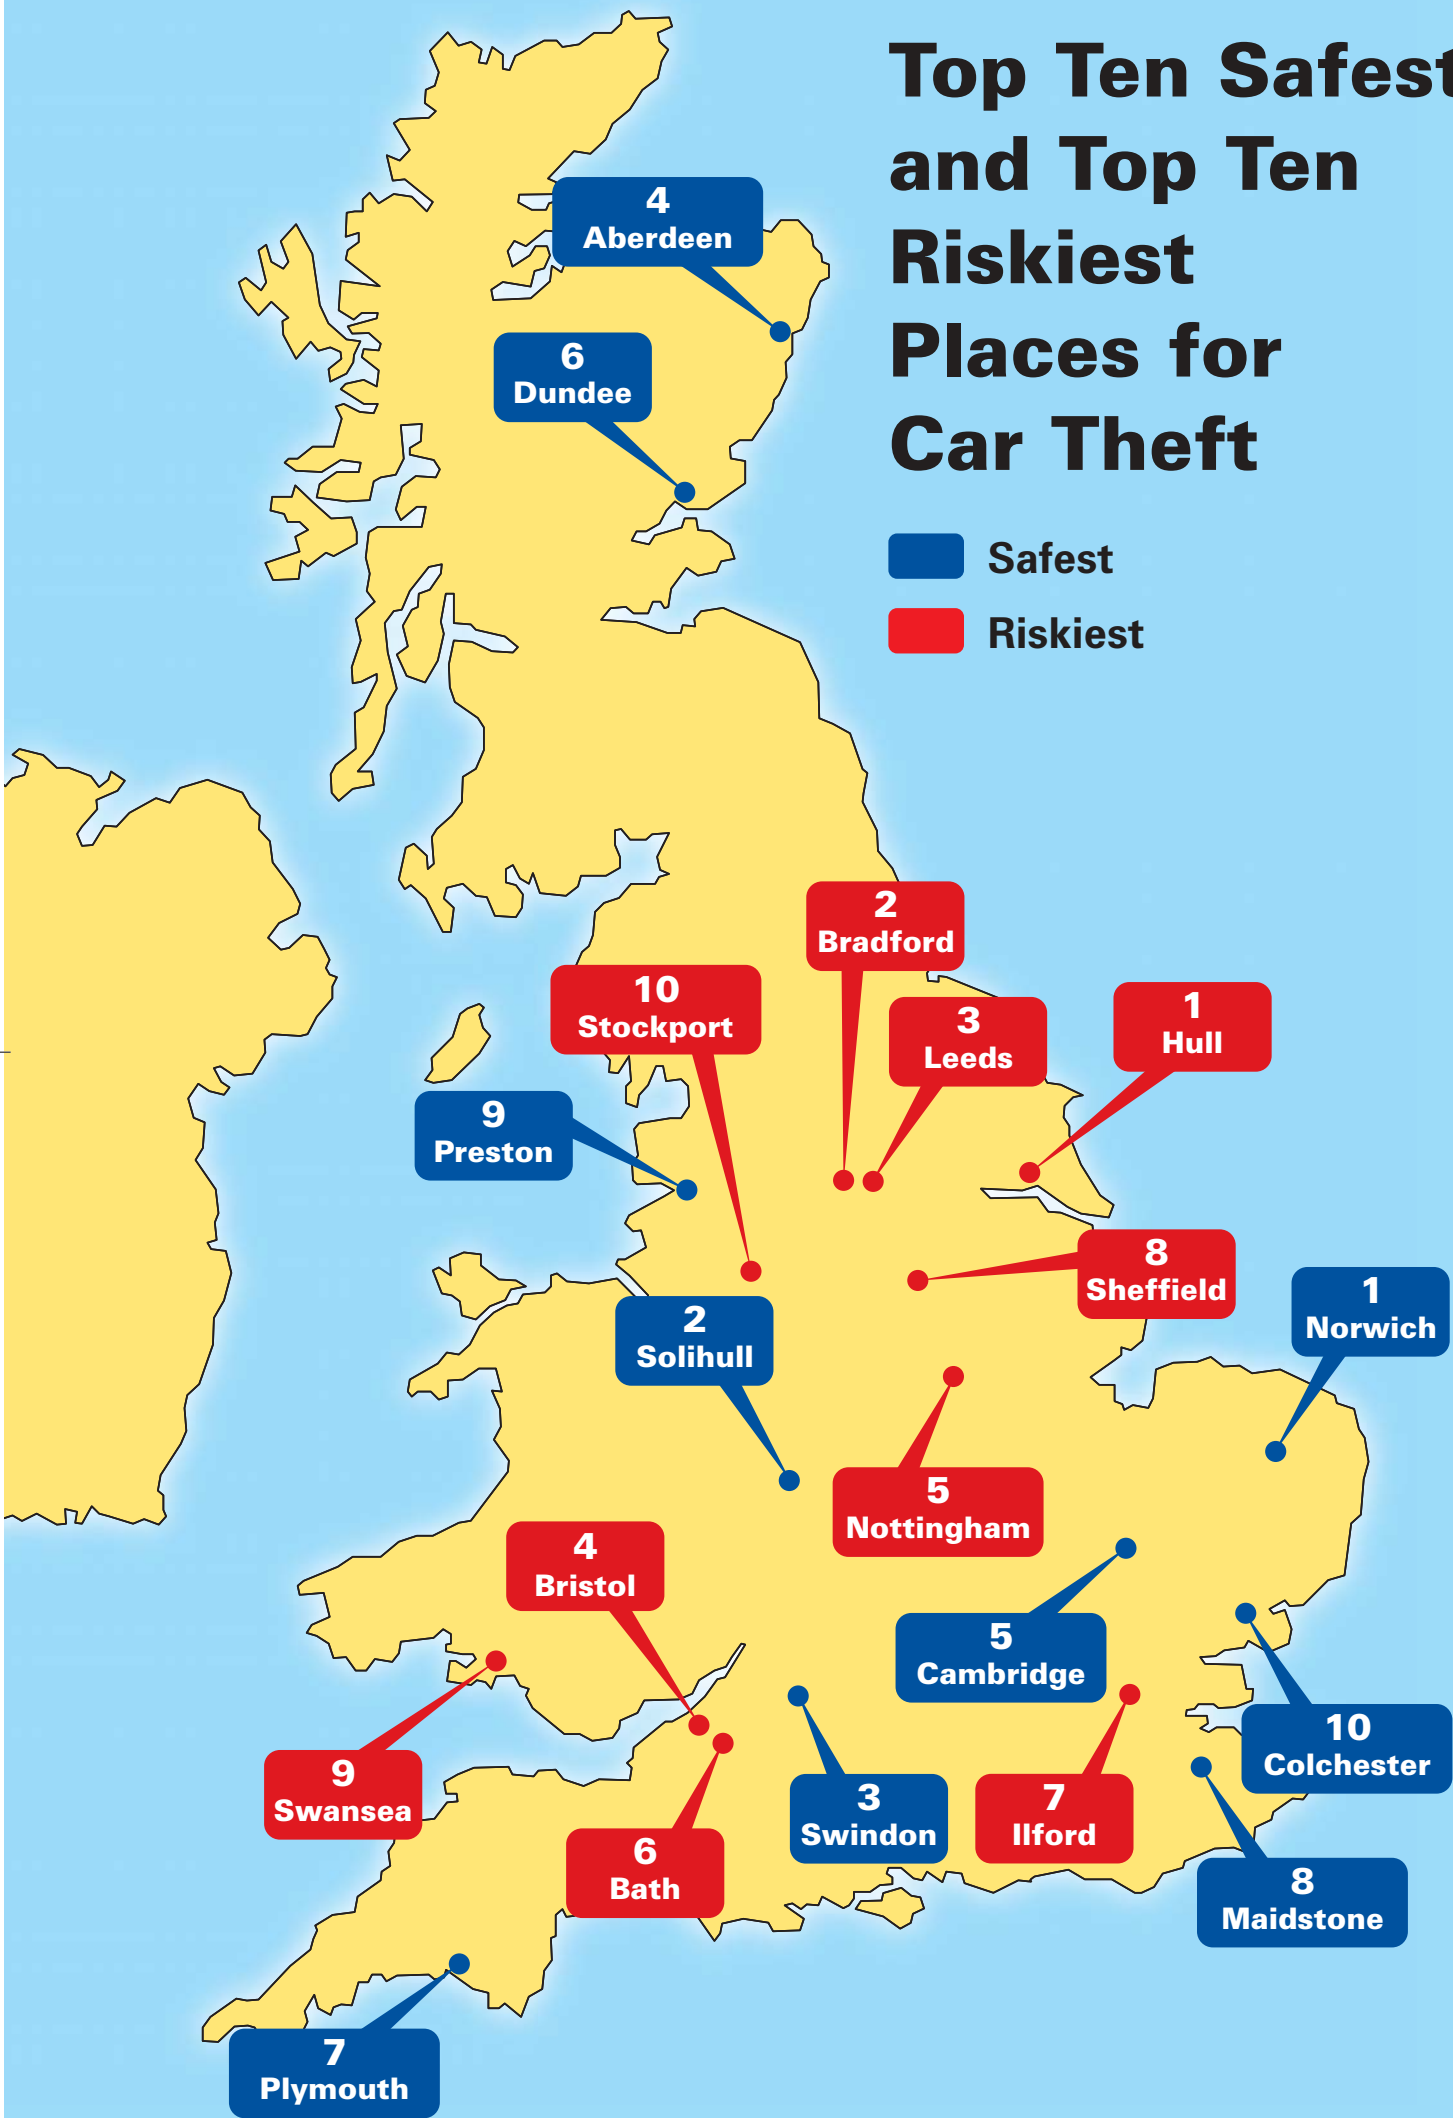 Top Ten Safest
and Top Ten
Riskiest
Places for
Car Theft
Safest
Riskiest
4
Aberdeen
6
Dundee
2
Bradford
10
Stockport
3
Leeds
1
Hull
9
Preston
8
Sheffield
1
Norwich
2
Solihull
5
Nottingham
4
Bristol
5
Cambridge
10
Colchester
9
Swansea
3
Swindon
7
Ilford
6
Bath
8
Maidstone
7
Plymouth